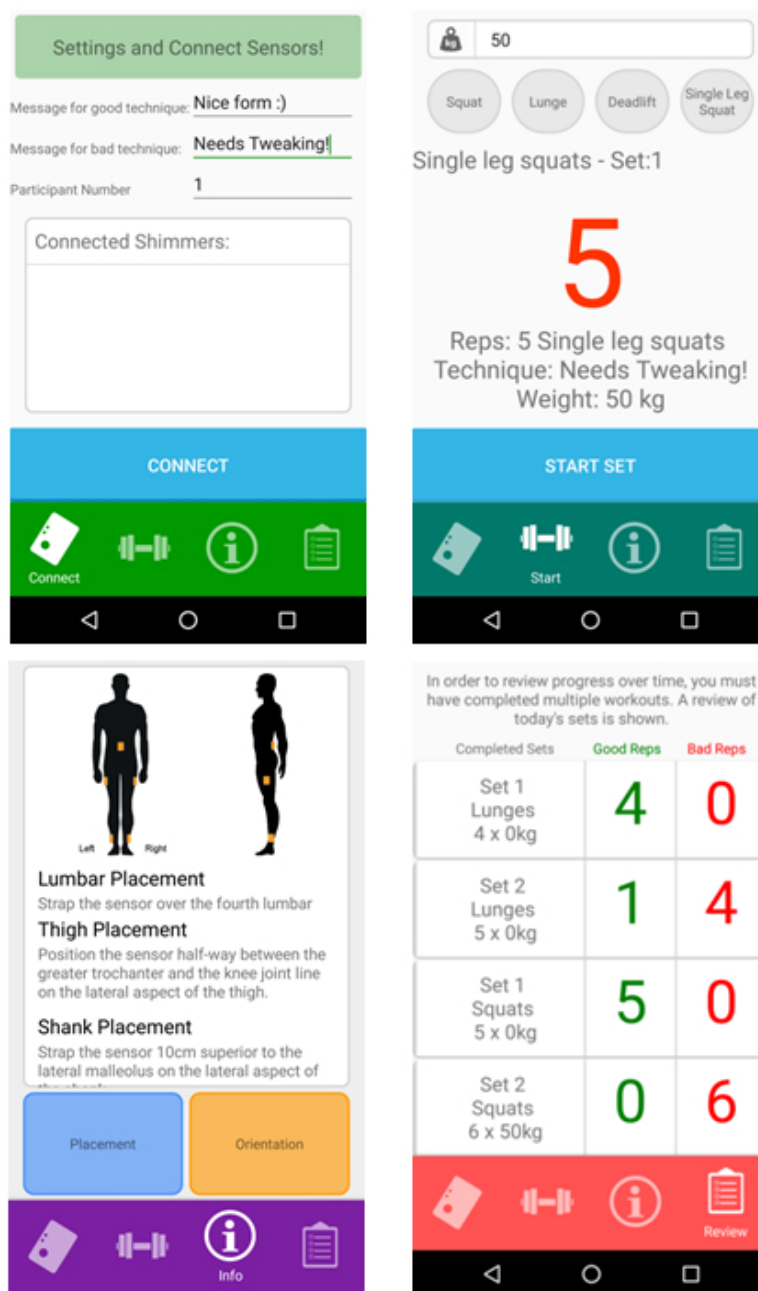 Settings and Connect Sensors!
Message for good technique: Nice form :)
Message for bad technique: Needs Tweaking!
Participant Number 1
Connected Shimmers:
CONNECT
Connect
kg 50
Squat Lunge Deadlift Single Leg
Squat
Single leg squats - Set:1
5
Reps: 5 Single leg squats
Technique: Needs Tweaking!
Weight: 50 kg
START SET
Start
Left Right
Lumbar Placement
Strap the sensor over the fourth lumbar
Thigh Placement
Position the sensor half-way between the
greater trochanter and the knee joint line
on the lateral aspect of the thigh.
Shank Placement
Strap the sensor 10cm superior to the
lateral malleolus on the lateral aspect of
Placement Orientation
Info
In order to review progress over time, you must
have completed multiple workouts. A review of
today's sets is shown.
Completed Sets Good Reps Bad Reps
Set 1
Lunges
4 x 0kg
4 0
Set 2
Lunges
5 x 0kg
1 4
Set 1
Squats
5 x 0kg
5 0
Set 2
Squats
6 x 50kg
0 6
Review